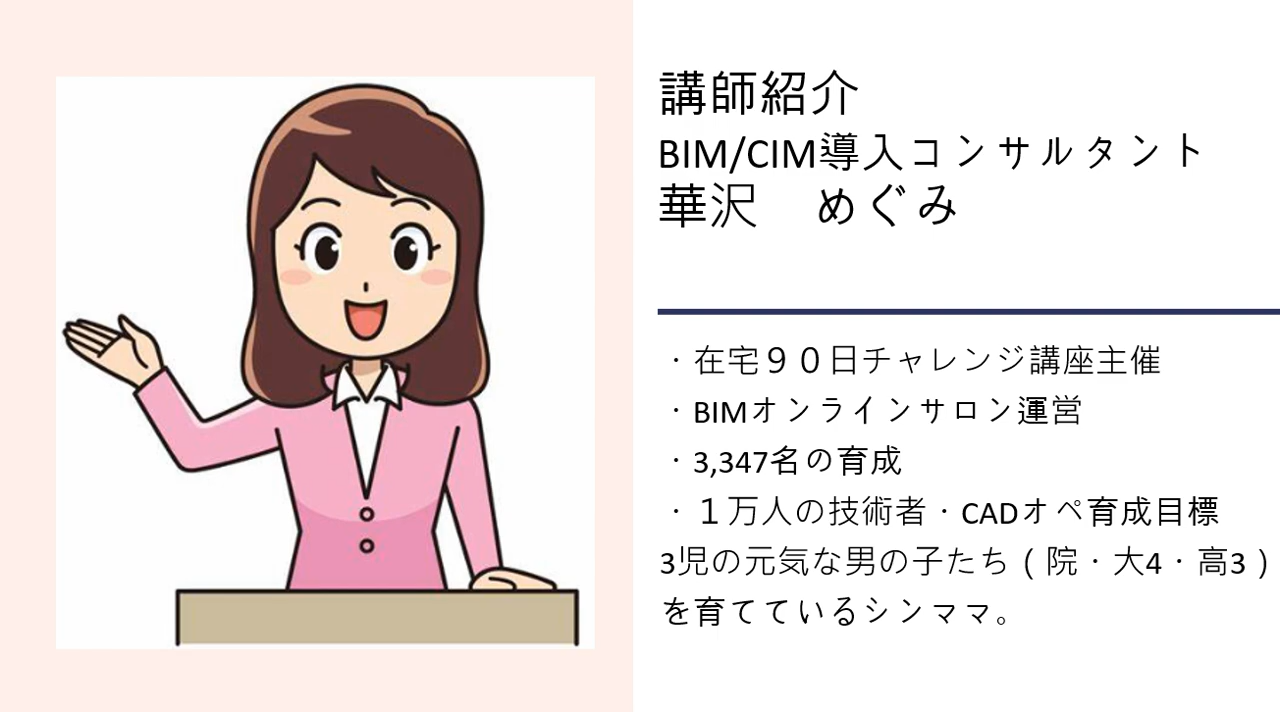 講師紹介
BIM/CIM導入コンサルタント
華沢　めぐみ
・在宅９０日チャレンジ講座主催
・BIMオンラインサロン運営
・3,347名の育成
・１万人の技術者・CADオペ育成目標
3児の元気な男の子たち（院・大4・高3）
を育てているシンママ。